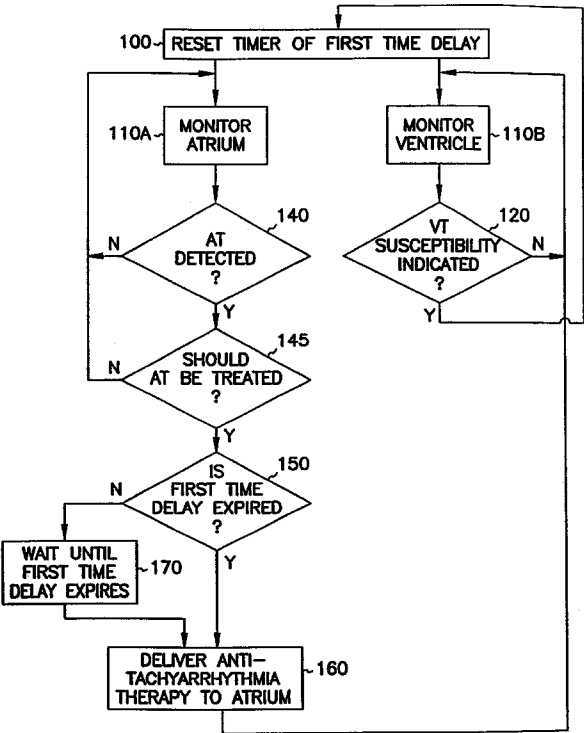 100
RESET TIMER OF FIRST TIME DELAY
110A
MONITOR
ATRIUM
MONITOR
VENTRICLE
110B
140
N
AT
DETECTED
?
Y
120
VT
SUSCEPTIBILITY
INDICATED
?
N
Y
145
N
SHOULD
AT BE TREATED
?
Y
150
N
IS
FIRST TIME
DELAY EXPIRED
?
Y
WAIT UNTIL
FIRST TIME
DELAY EXPIRES
170
DELIVER ANTI-
TACHYARRHYTHMIA
THERAPY TO ATRIUM
160